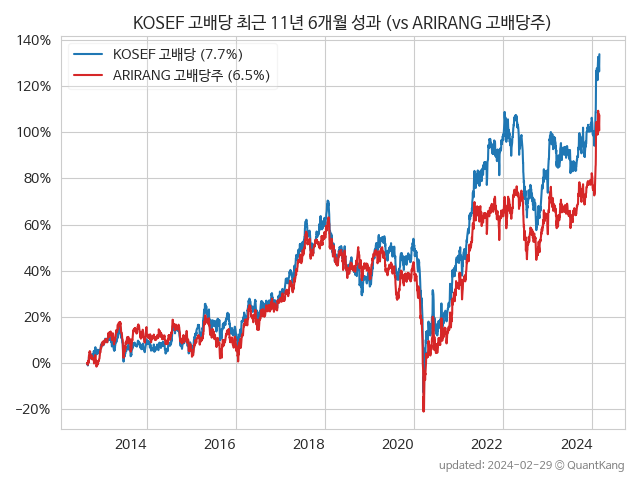 KOSEF 고배당 최근 11년 6개월 성과 (vs ARIRANG 고배당주)
KOSEF 고배당 (7.7%)
ARIRANG 고배당주 (6.5%)
140%
120%
100%
80%
60%
40%
20%
0%
−20%
2014 2016 2018 2020 2022 2024
updated: 2024-02-29 © QuantKang